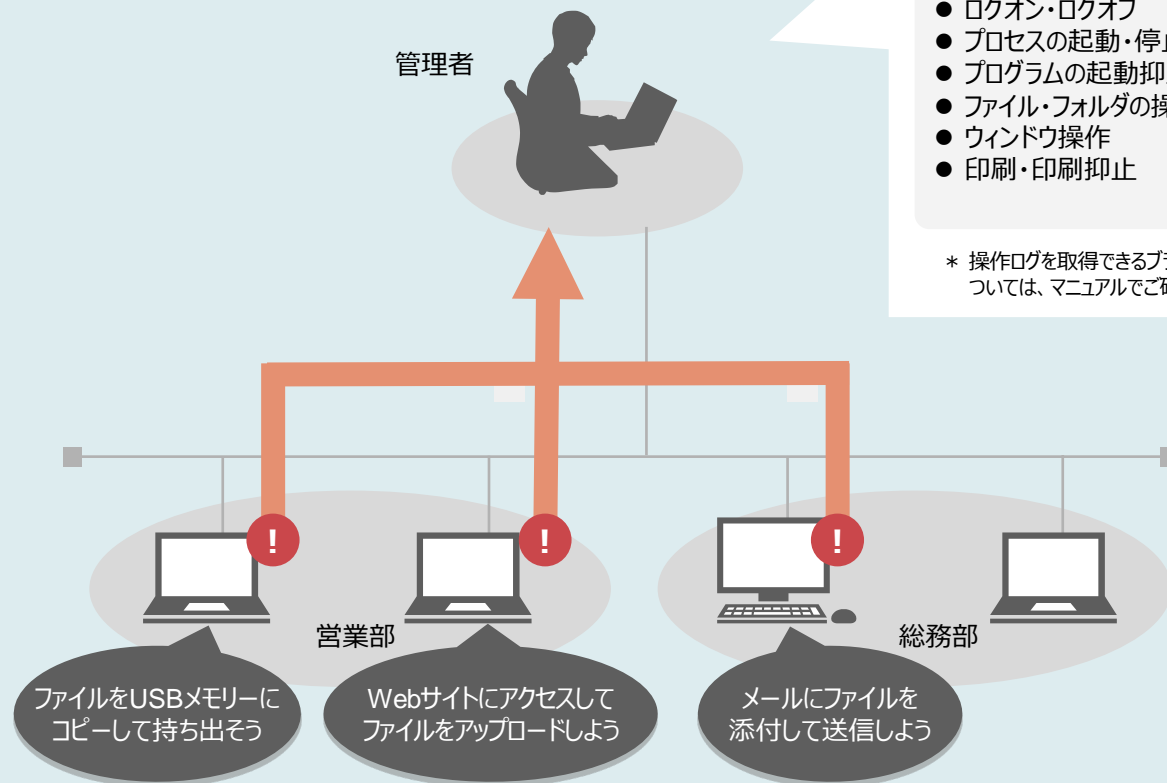 ● ログオン・ログオフ
● プロセスの起動・停止
● プログラムの起動抑
● ファイル・フォルダの操
● ウィンドウ操作
● 印刷・印刷抑止
管理者
＊ 操作ログを取得できるブ
ついては、マニュアルでご確
!
!
!
営業部
総務部
ファイルをUSBメモリーに
コピーして持ち出そう
Webサイトにアクセスして
ファイルをアップロードしよう
メールにファイルを
添付して送信しよう